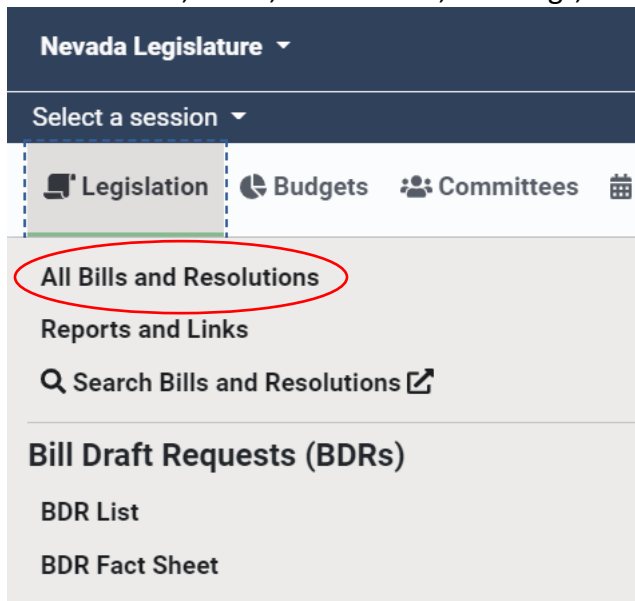 Nevada Legislature
Select a session
Legislation Budgets Committees
All Bills and Resolutions
Reports and Links
Search Bills and Resolutions
Bill Draft Requests (BDRs)
BDR List
BDR Fact Sheet